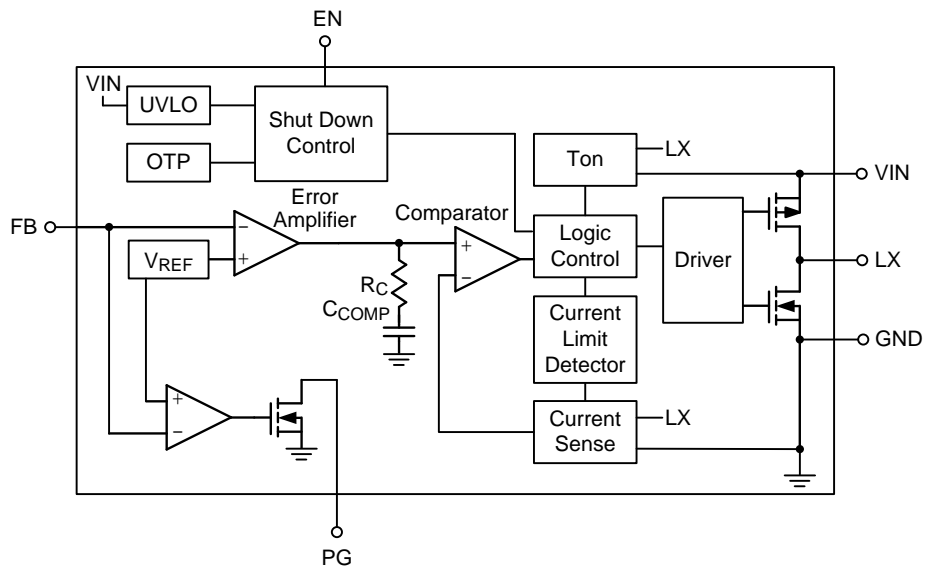 EN
VIN
UVLO
Shut Down
Control
OTP
Ton
LX
VIN
FB
Error
Amplifier
−
+
Comparator
+
−
Logic
Control
Driver
LX
VREF
RC
CCOMP
Current
Limit
Detector
GND
+
−
Current
Sense
LX
PG